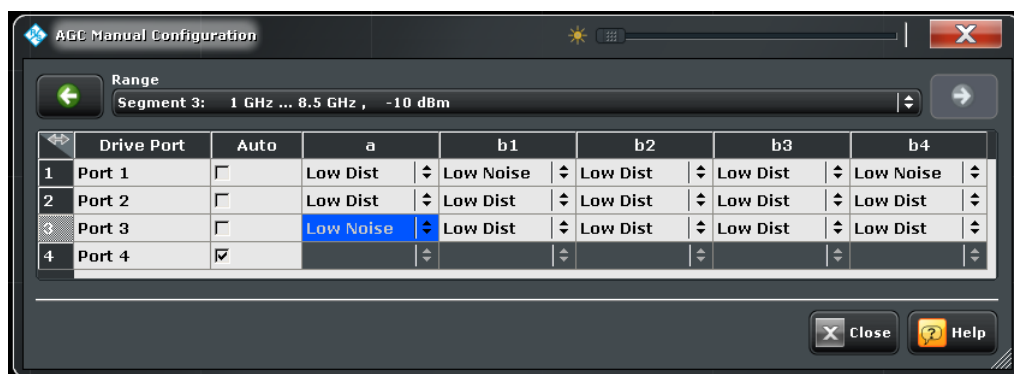 AGC Manual Configuration
Range
Segment 3: 1 GHz ... 8.5 GHz , -10 dBm
Drive Port Auto a b1 b2 b3 b4
1 Port 1 Low Dist Low Noise Low Dist Low Dist Low Noise
2 Port 2 Low Dist Low Dist Low Dist Low Dist Low Dist
3 Port 3 Low Noise Low Dist Low Dist Low Dist Low Dist
4 Port 4
X Close ? Help